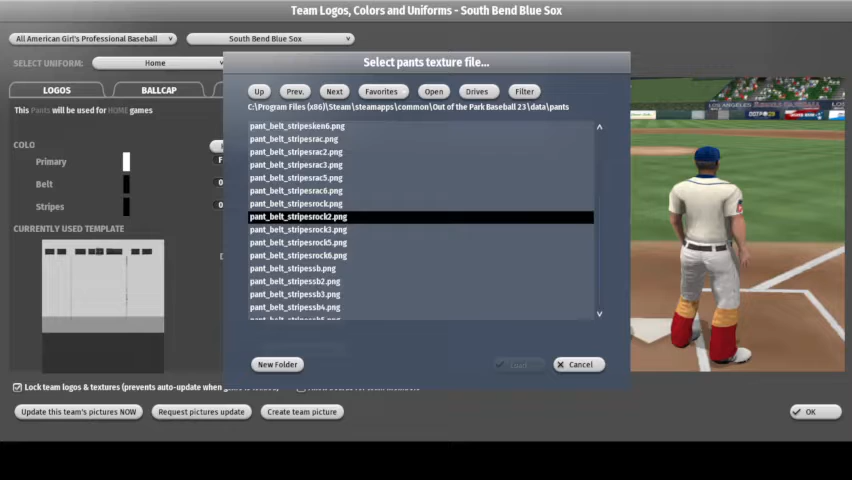 Team Logos, Colors and Uniforms - South Bend Blue Sox
All American Girl's Professional Baseball
South Bend Blue Sox
SELECT UNIFORM:
Home
LOGOS
BALLCAP
This Pants will be used for HOME games
COLO
Primary
Belt
Stripes
CURRENTLY USED TEMPLATE
Select pants texture file...
Up
Prev.
Next
Favorites
Open
Drives
Filter
C:\Program Files (x86)\Steam\steamapps\common\Out of the Park Baseball 23\data\pants
pant_belt_stripesken6.png
pant_belt_stripesrac.png
pant_belt_stripesrac2.png
pant_belt_stripesrac3.png
pant_belt_stripesrac5.png
pant_belt_stripesrac6.png
pant_belt_stripesrock.png
pant_belt_stripesrock2.png
pant_belt_stripesrock3.png
pant_belt_stripesrock5.png
pant_belt_stripesrock6.png
pant_belt_stripessb.png
pant_belt_stripessb2.png
pant_belt_stripessb3.png
pant_belt_stripessb4.png
New Folder
Load
Cancel
LOS ANGELES
Lock team logos & textures (prevents auto-update when
Update this team's pictures NOW
Request pictures update
Create team picture
OK